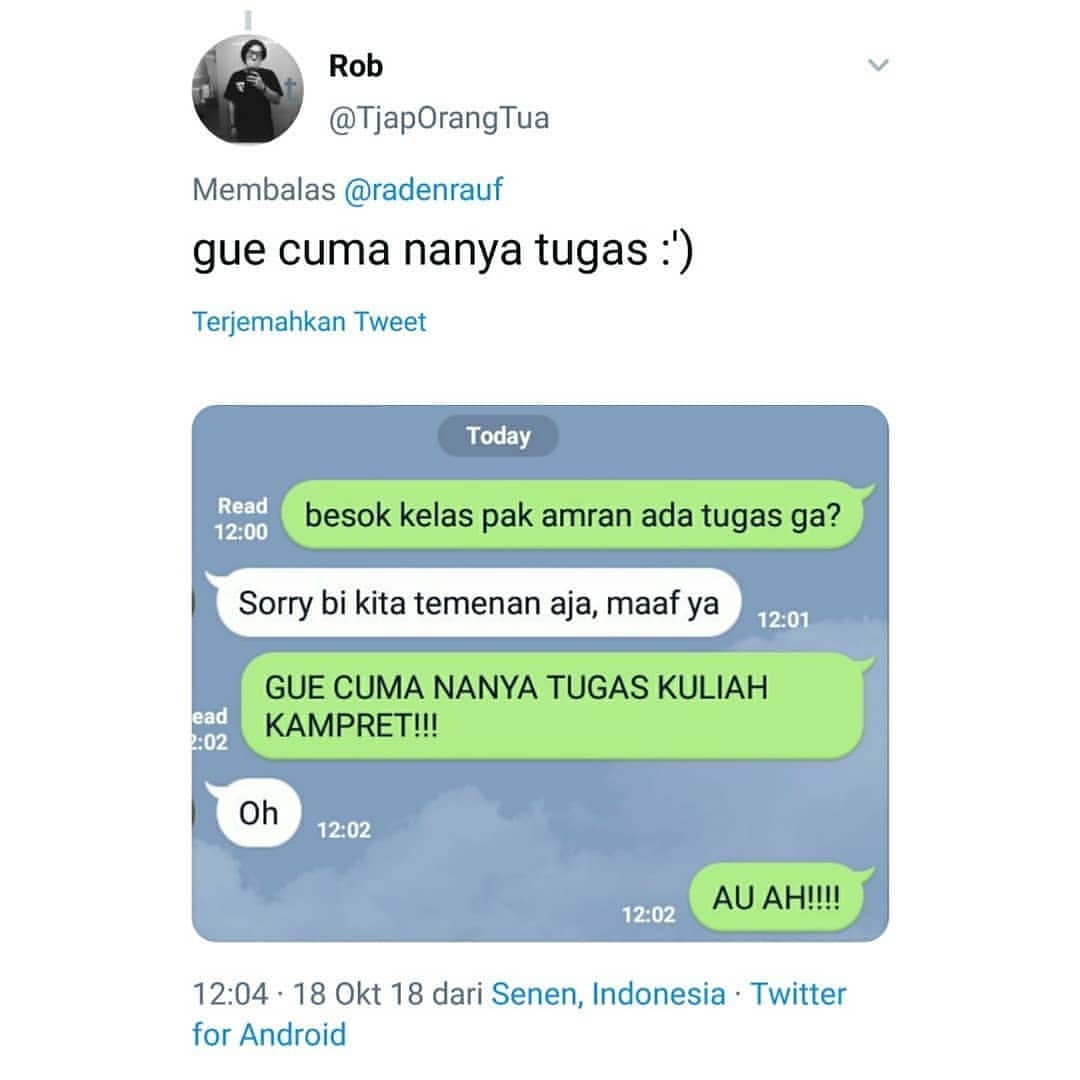 Rob
@TjapOrangTua
Membalas @radenrauf
gue cuma nanya tugas :')
Terjemahkan Tweet
Today
Read
12:00
besok kelas pak amran ada tugas ga?
Sorry bi kita temenan aja, maaf ya
12:01
GUE CUMA NANYA TUGAS KULIAH
KAMPRET!!!
ead
2:02
Oh
12:02
AU AH!!!!
12:02
12:04 · 18 Okt 18 dari Senen, Indonesia · Twitter
for Android